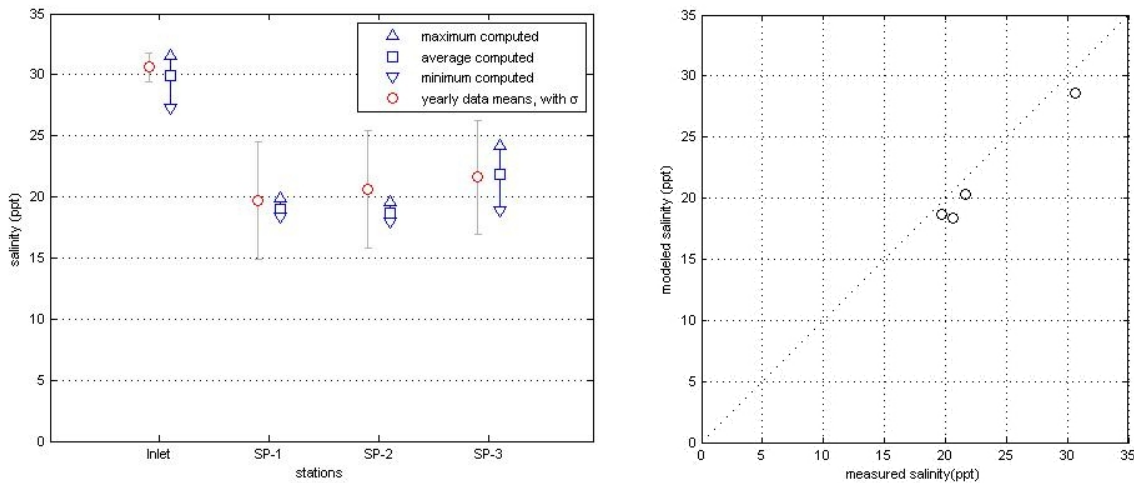 35
30
25
20
15
10
5
0
salinity (ppt)
maximum computed
average computed
minimum computed
yearly data means, with σ
Inlet SP-1 SP-2 SP-3
stations
35
30
25
20
15
10
5
0
modeled salinity (ppt)
0 5 10 15 20 25 30 35
measured salinity(ppt)